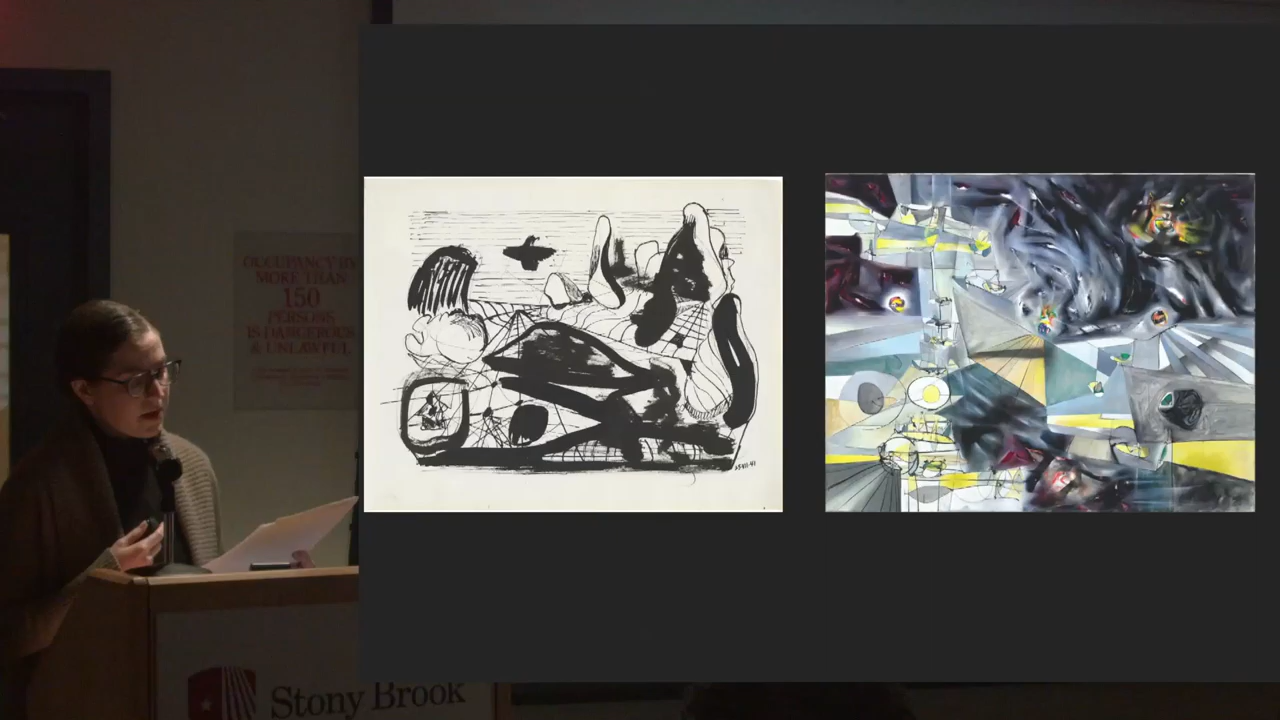 OCCUPANCY BY
MORE THAN
150
PERSONS
IS DANGEROUS
& UNLAWFUL
Stony Brook